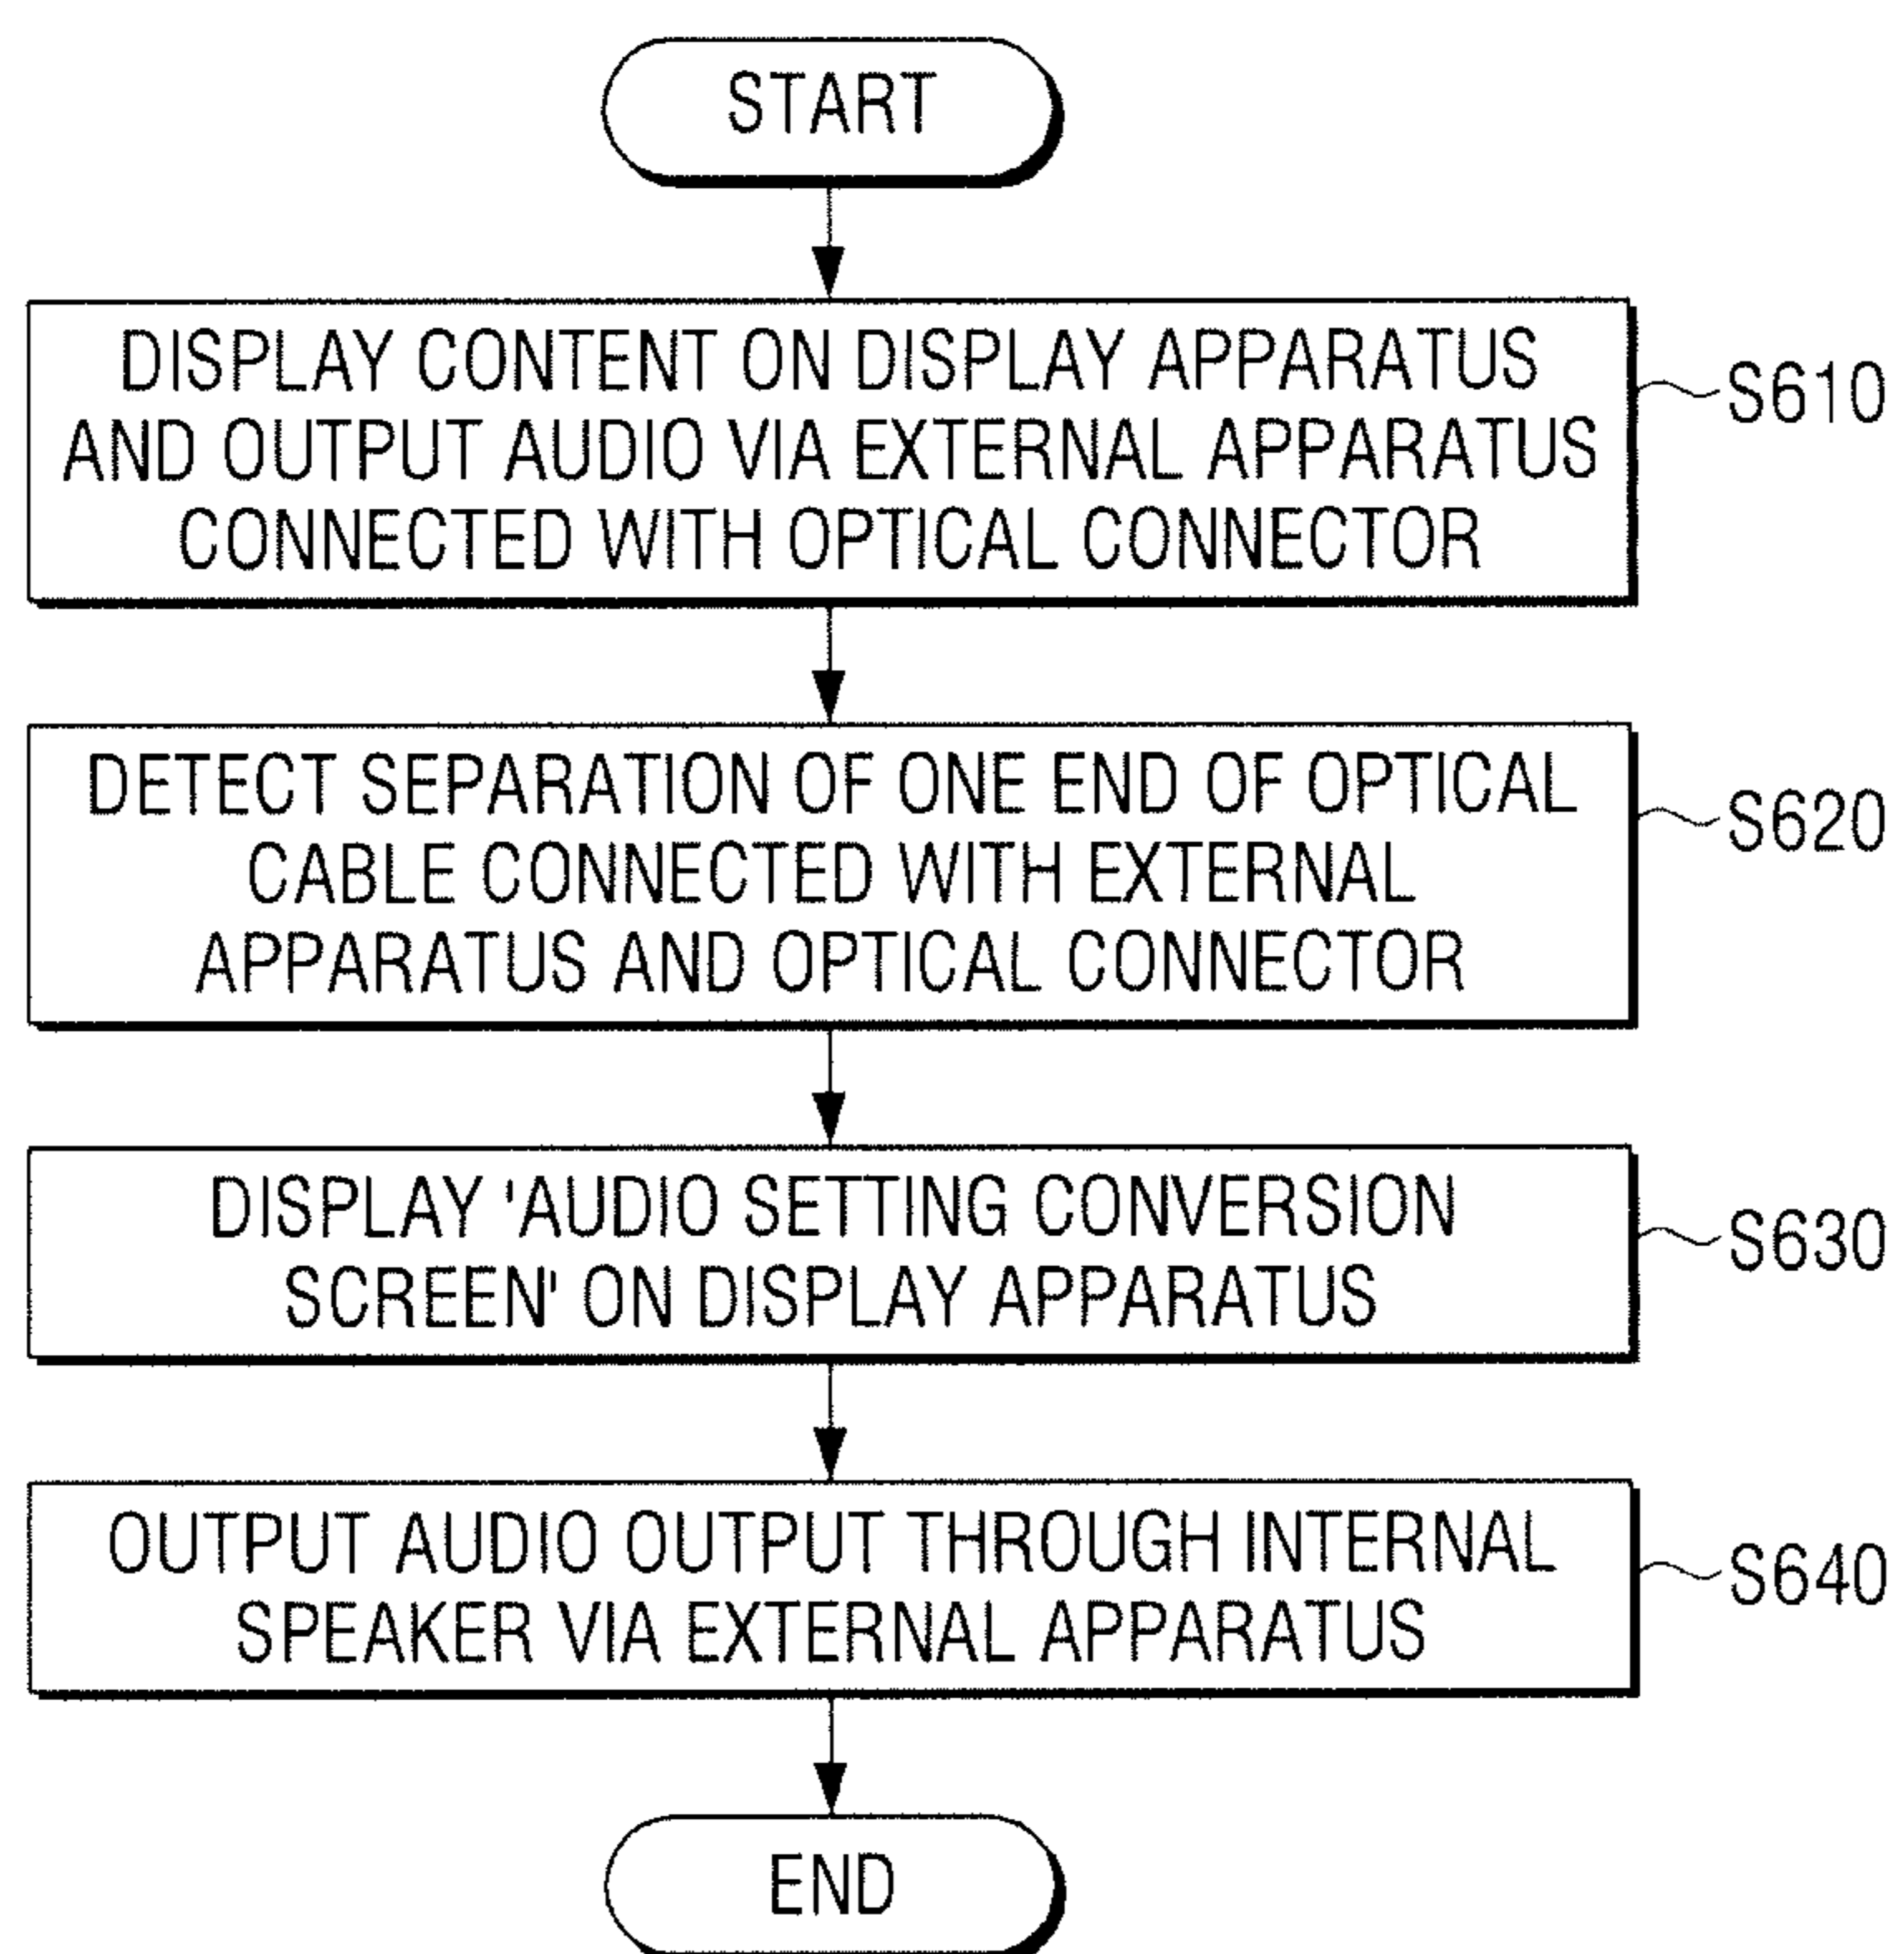 START
DISPLAY CONTENT ON DISPLAY APPARATUS
AND OUTPUT AUDIO VIA EXTERNAL APPARATUS
CONNECTED WITH OPTICAL CONNECTOR
S610
DETECT SEPARATION OF ONE END OF OPTICAL
CABLE CONNECTED WITH EXTERNAL
APPARATUS AND OPTICAL CONNECTOR
S620
DISPLAY 'AUDIO SETTING CONVERSION
SCREEN' ON DISPLAY APPARATUS
S630
OUTPUT AUDIO OUTPUT THROUGH INTERNAL
SPEAKER VIA EXTERNAL APPARATUS
S640
END